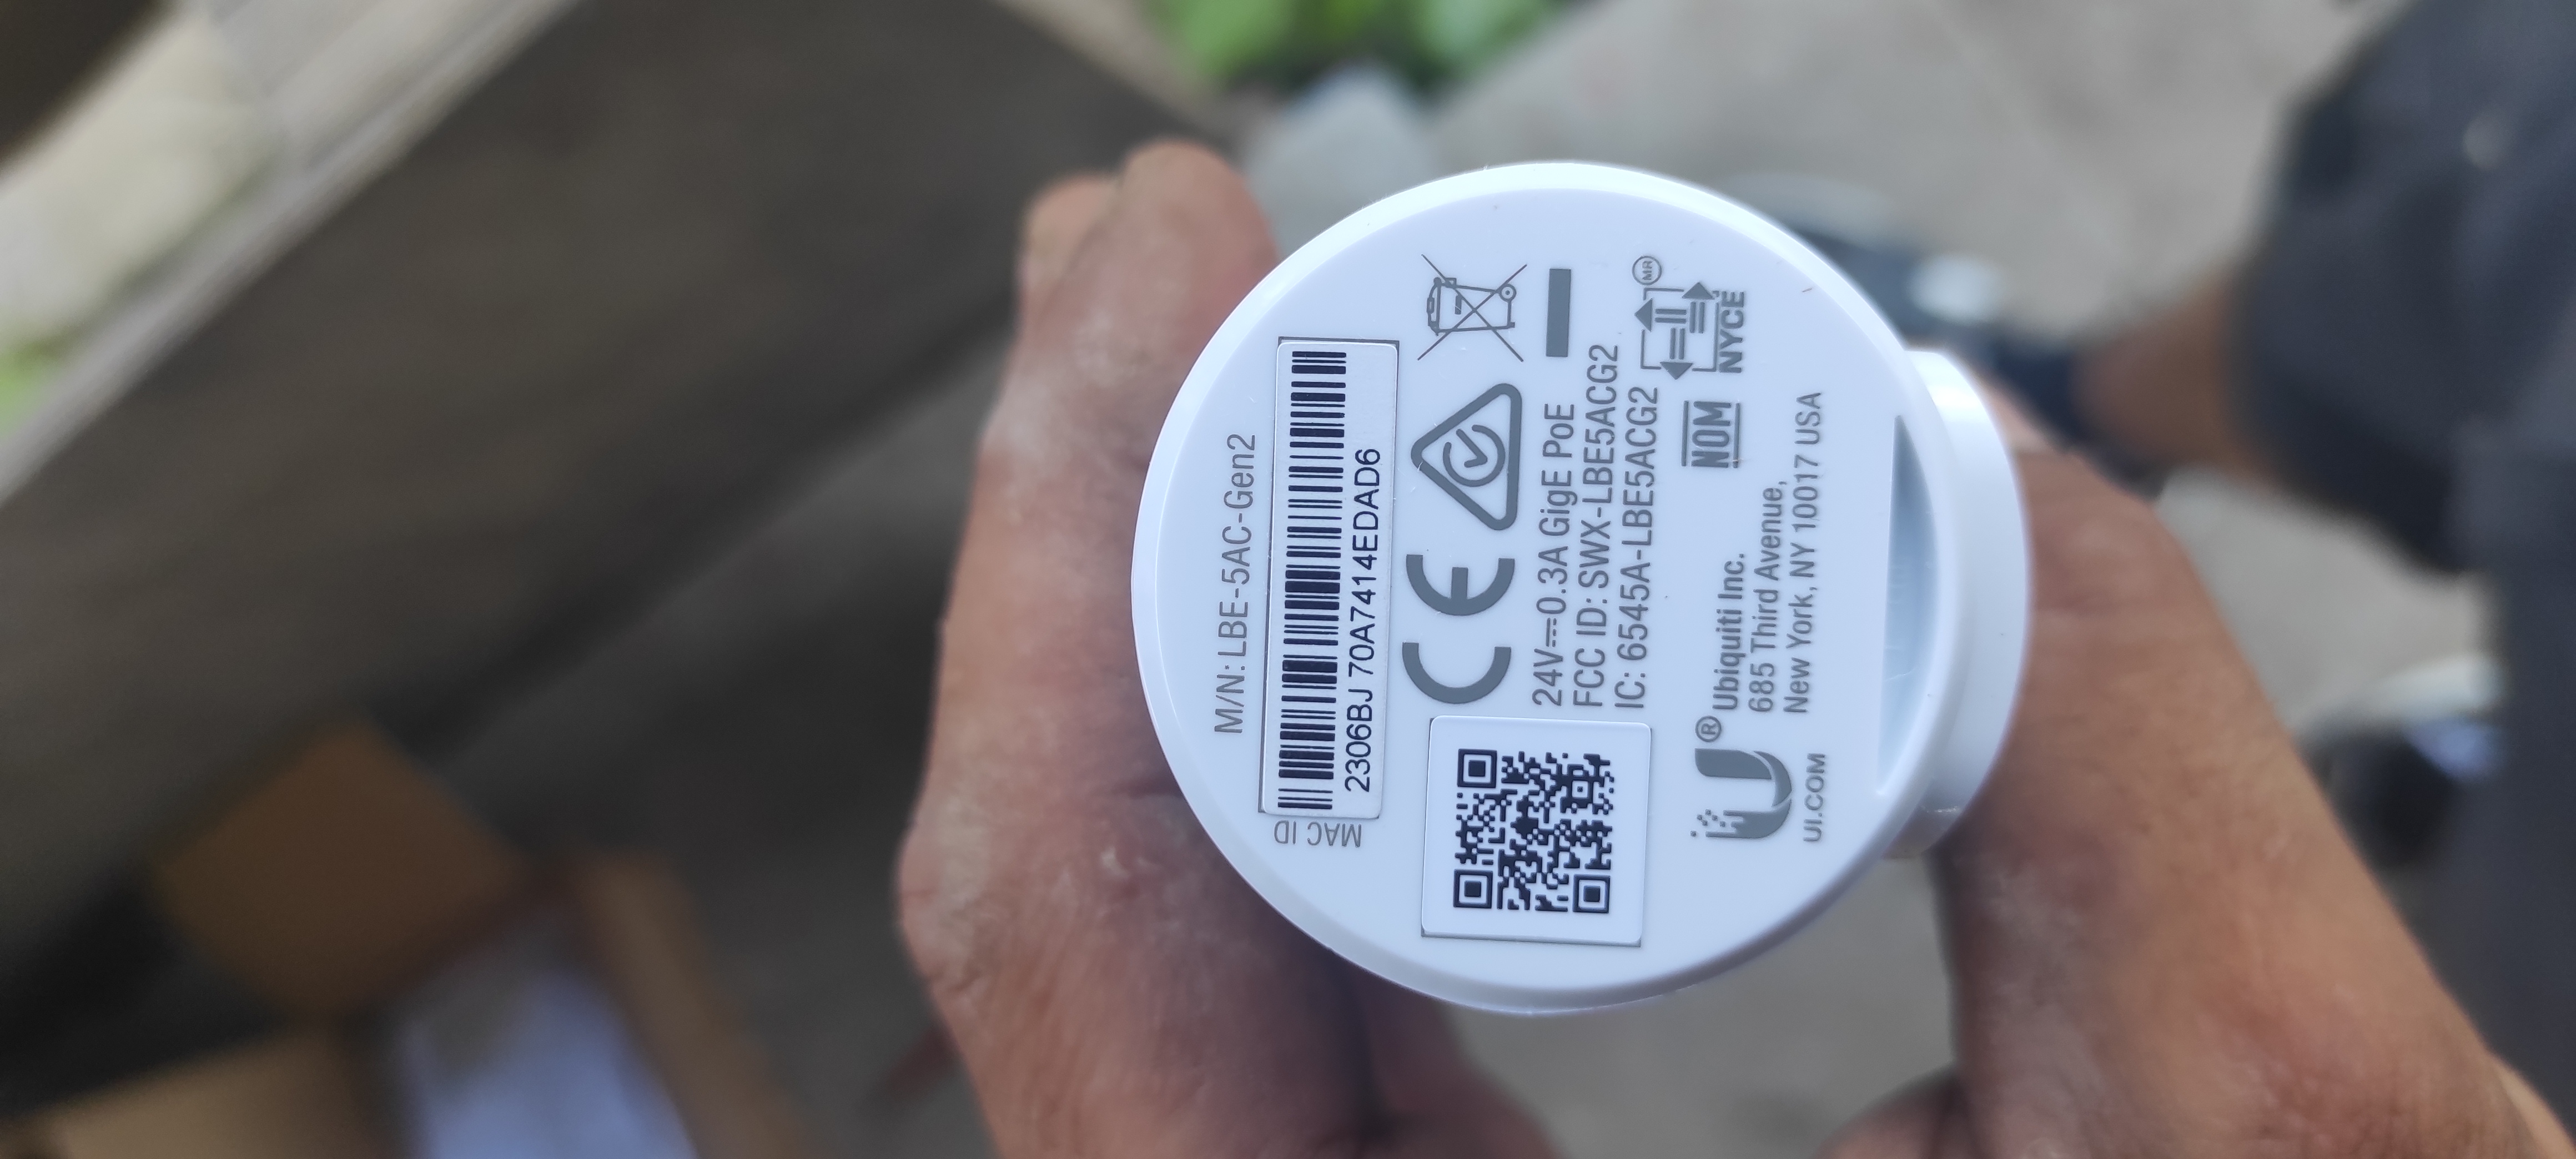 M/N: LBE-5AC-Gen2
MAC ID
2306BJ 70A7414EDAD6
24V⎓0.3A GigE PoE
FCC ID: SWX-LBE5ACG2
IC: 6545A-LBE5ACG2
NOM
NYCE
MR
Ubiquiti Inc.
685 Third Avenue,
New York, NY 10017 USA
UI.COM